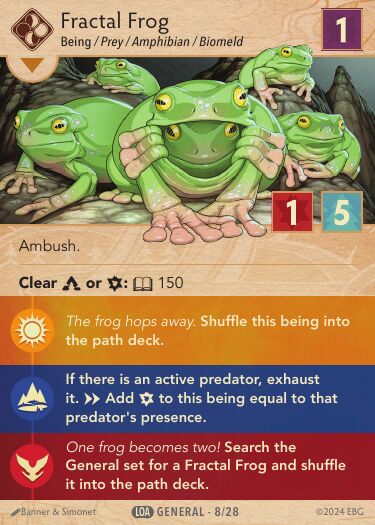 Fractal Frog
1
Being / Prey / Amphibian / Biomeld
1 5
Ambush.
Clear or : 150
The frog hops away. Shuffle this being into
the path deck.
If there is an active predator, exhaust
it. Add to this being equal to that
predator's presence.
One frog becomes two! Search the
General set for a Fractal Frog and shuffle
it into the path deck.
Banner & Simonet
LOA GENERAL - 8/28
©2024 EBG